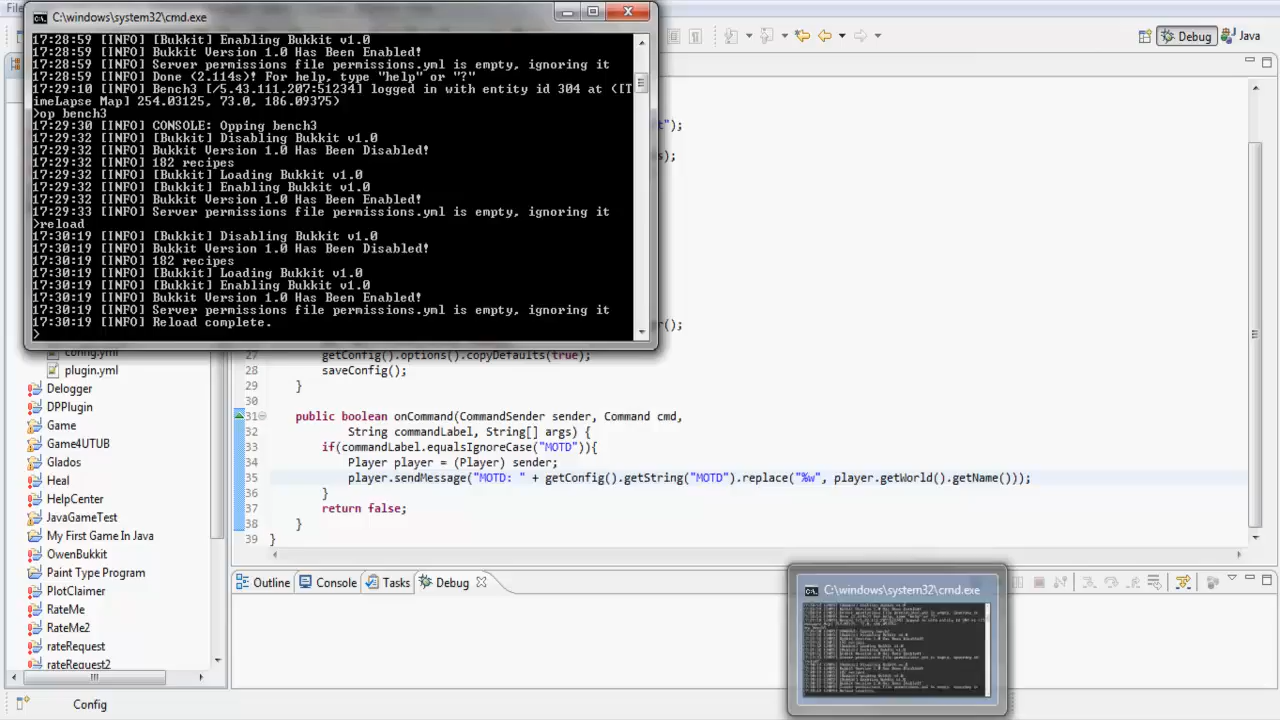 C:\windows\system32\cmd.exe
17:28:59 [INFO] [Bukkit] Enabling Bukkit v1.0
17:28:59 [INFO] Bukkit Version 1.0 Has Been Enabled!
17:28:59 [INFO] Server permissions file permissions.yml is empty, ignoring it
17:28:59 [INFO] Done (2.114s)! For help, type "help" or "?"
17:29:10 [INFO] Bench3 [/5.43.111.207:51234] logged in with entity id 304 at ([T
imeLapse Map] 254.03125, 73.0, 186.09375)
>op bench3
17:29:30 [INFO] CONSOLE: Opping bench3
17:29:32 [INFO] [Bukkit] Disabling Bukkit v1.0
17:29:32 [INFO] Bukkit Version 1.0 Has Been Disabled!
17:29:32 [INFO] 182 recipes
17:29:32 [INFO] [Bukkit] Loading Bukkit v1.0
17:29:32 [INFO] [Bukkit] Enabling Bukkit v1.0
17:29:32 [INFO] Bukkit Version 1.0 Has Been Enabled!
17:29:33 [INFO] Server permissions file permissions.yml is empty, ignoring it
>reload
17:30:19 [INFO] [Bukkit] Disabling Bukkit v1.0
17:30:19 [INFO] Bukkit Version 1.0 Has Been Disabled!
17:30:19 [INFO] 182 recipes
17:30:19 [INFO] [Bukkit] Loading Bukkit v1.0
17:30:19 [INFO] [Bukkit] Enabling Bukkit v1.0
17:30:19 [INFO] Bukkit Version 1.0 Has Been Enabled!
17:30:19 [INFO] Server permissions file permissions.yml is empty, ignoring it
17:30:19 [INFO] Reload complete.
>
Debug
Java
t");
s);
r();
config.yml
plugin.yml
Delogger
DPPlugin
Game
Game4UTUB
Glados
Heal
HelpCenter
JavaGameTest
My First Game In Java
OwenBukkit
Paint Type Program
PlotClaimer
RateMe
RateMe2
rateRequest
rateRequest2
27 getConfig().options().copyDefaults(true);
28 saveConfig();
29 }
30
31 public boolean onCommand(CommandSender sender, Command cmd,
32 String commandLabel, String[] args) {
33 if(commandLabel.equalsIgnoreCase("MOTD")){
34 Player player = (Player) sender;
35 player.sendMessage("MOTD: " + getConfig().getString("MOTD").replace("%w", player.getWorld().getName()));
36 }
37 return false;
38 }
39 }
Outline
Console
Tasks
Debug
C:\windows\system32\cmd.exe
Config